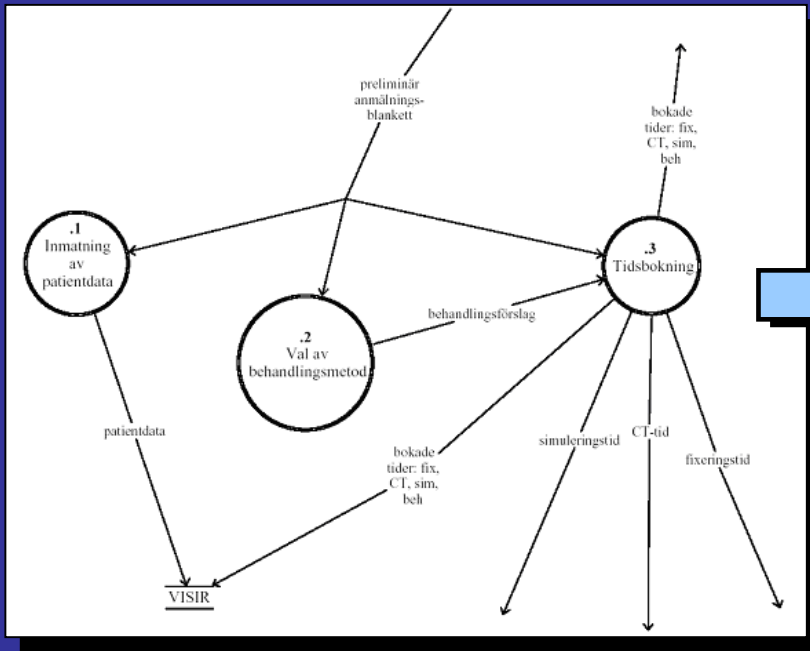 preliminär
anmälnings-
blankett
bokade
tider: fix,
CT, sim,
beh
.1
Inmatning
av
patientdata
.3
Tidsbokning
.2
Val av
behandlingsmetod
behandlingsförslag
patientdata
bokade
tider: fix,
CT, sim,
beh
simuleringstid
CT-tid
fixeringstid
VISIR